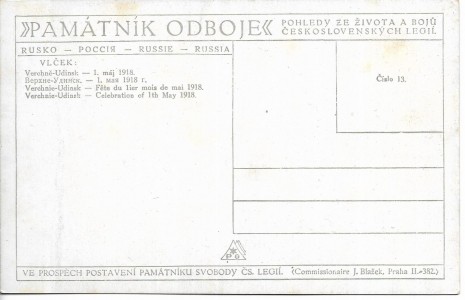 »PAMÁTNÍK ODBOJE«
POHLEDY ZE ŽIVOTA A BOJŮ
ČESKOSLOVENSKÝCH LEGIÍ.
RUSKO — РОССІЯ — RUSSIE — RUSSIA
VLČEK:
Verchně-Udinsk — 1. máj 1918.
Верхне-Удинск. — 1. мая 1918 г.
Verchnie-Udinsk — Fête du 1ier mois de mai 1918.
Verchnie-Udinsk — Celebration of 1th May 1918.
Číslo 13.
VE PROSPĚCH POSTAVENÍ PAMÁTNÍKU SVOBODY ČS. LEGIÍ. (Commissionaire J. Blažek, Praha II.-382.)